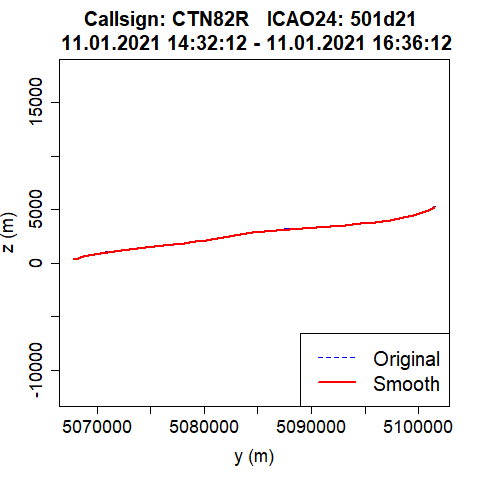 Callsign: CTN82R   ICAO24: 501d21
11.01.2021 14:32:12 - 11.01.2021 16:36:12
z (m)
15000
5000
0
-10000
Original
Smooth
5070000
5080000
5090000
5100000
y (m)